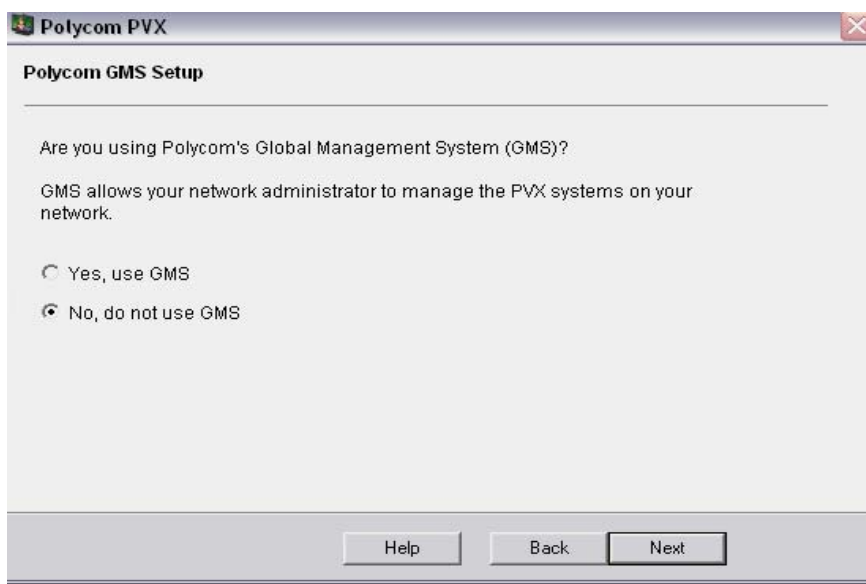 Polycom PVX
Polycom GMS Setup
Are you using Polycom's Global Management System (GMS)?
GMS allows your network administrator to manage the PVX systems on your
network.
Yes, use GMS
No, do not use GMS
Help
Back
Next